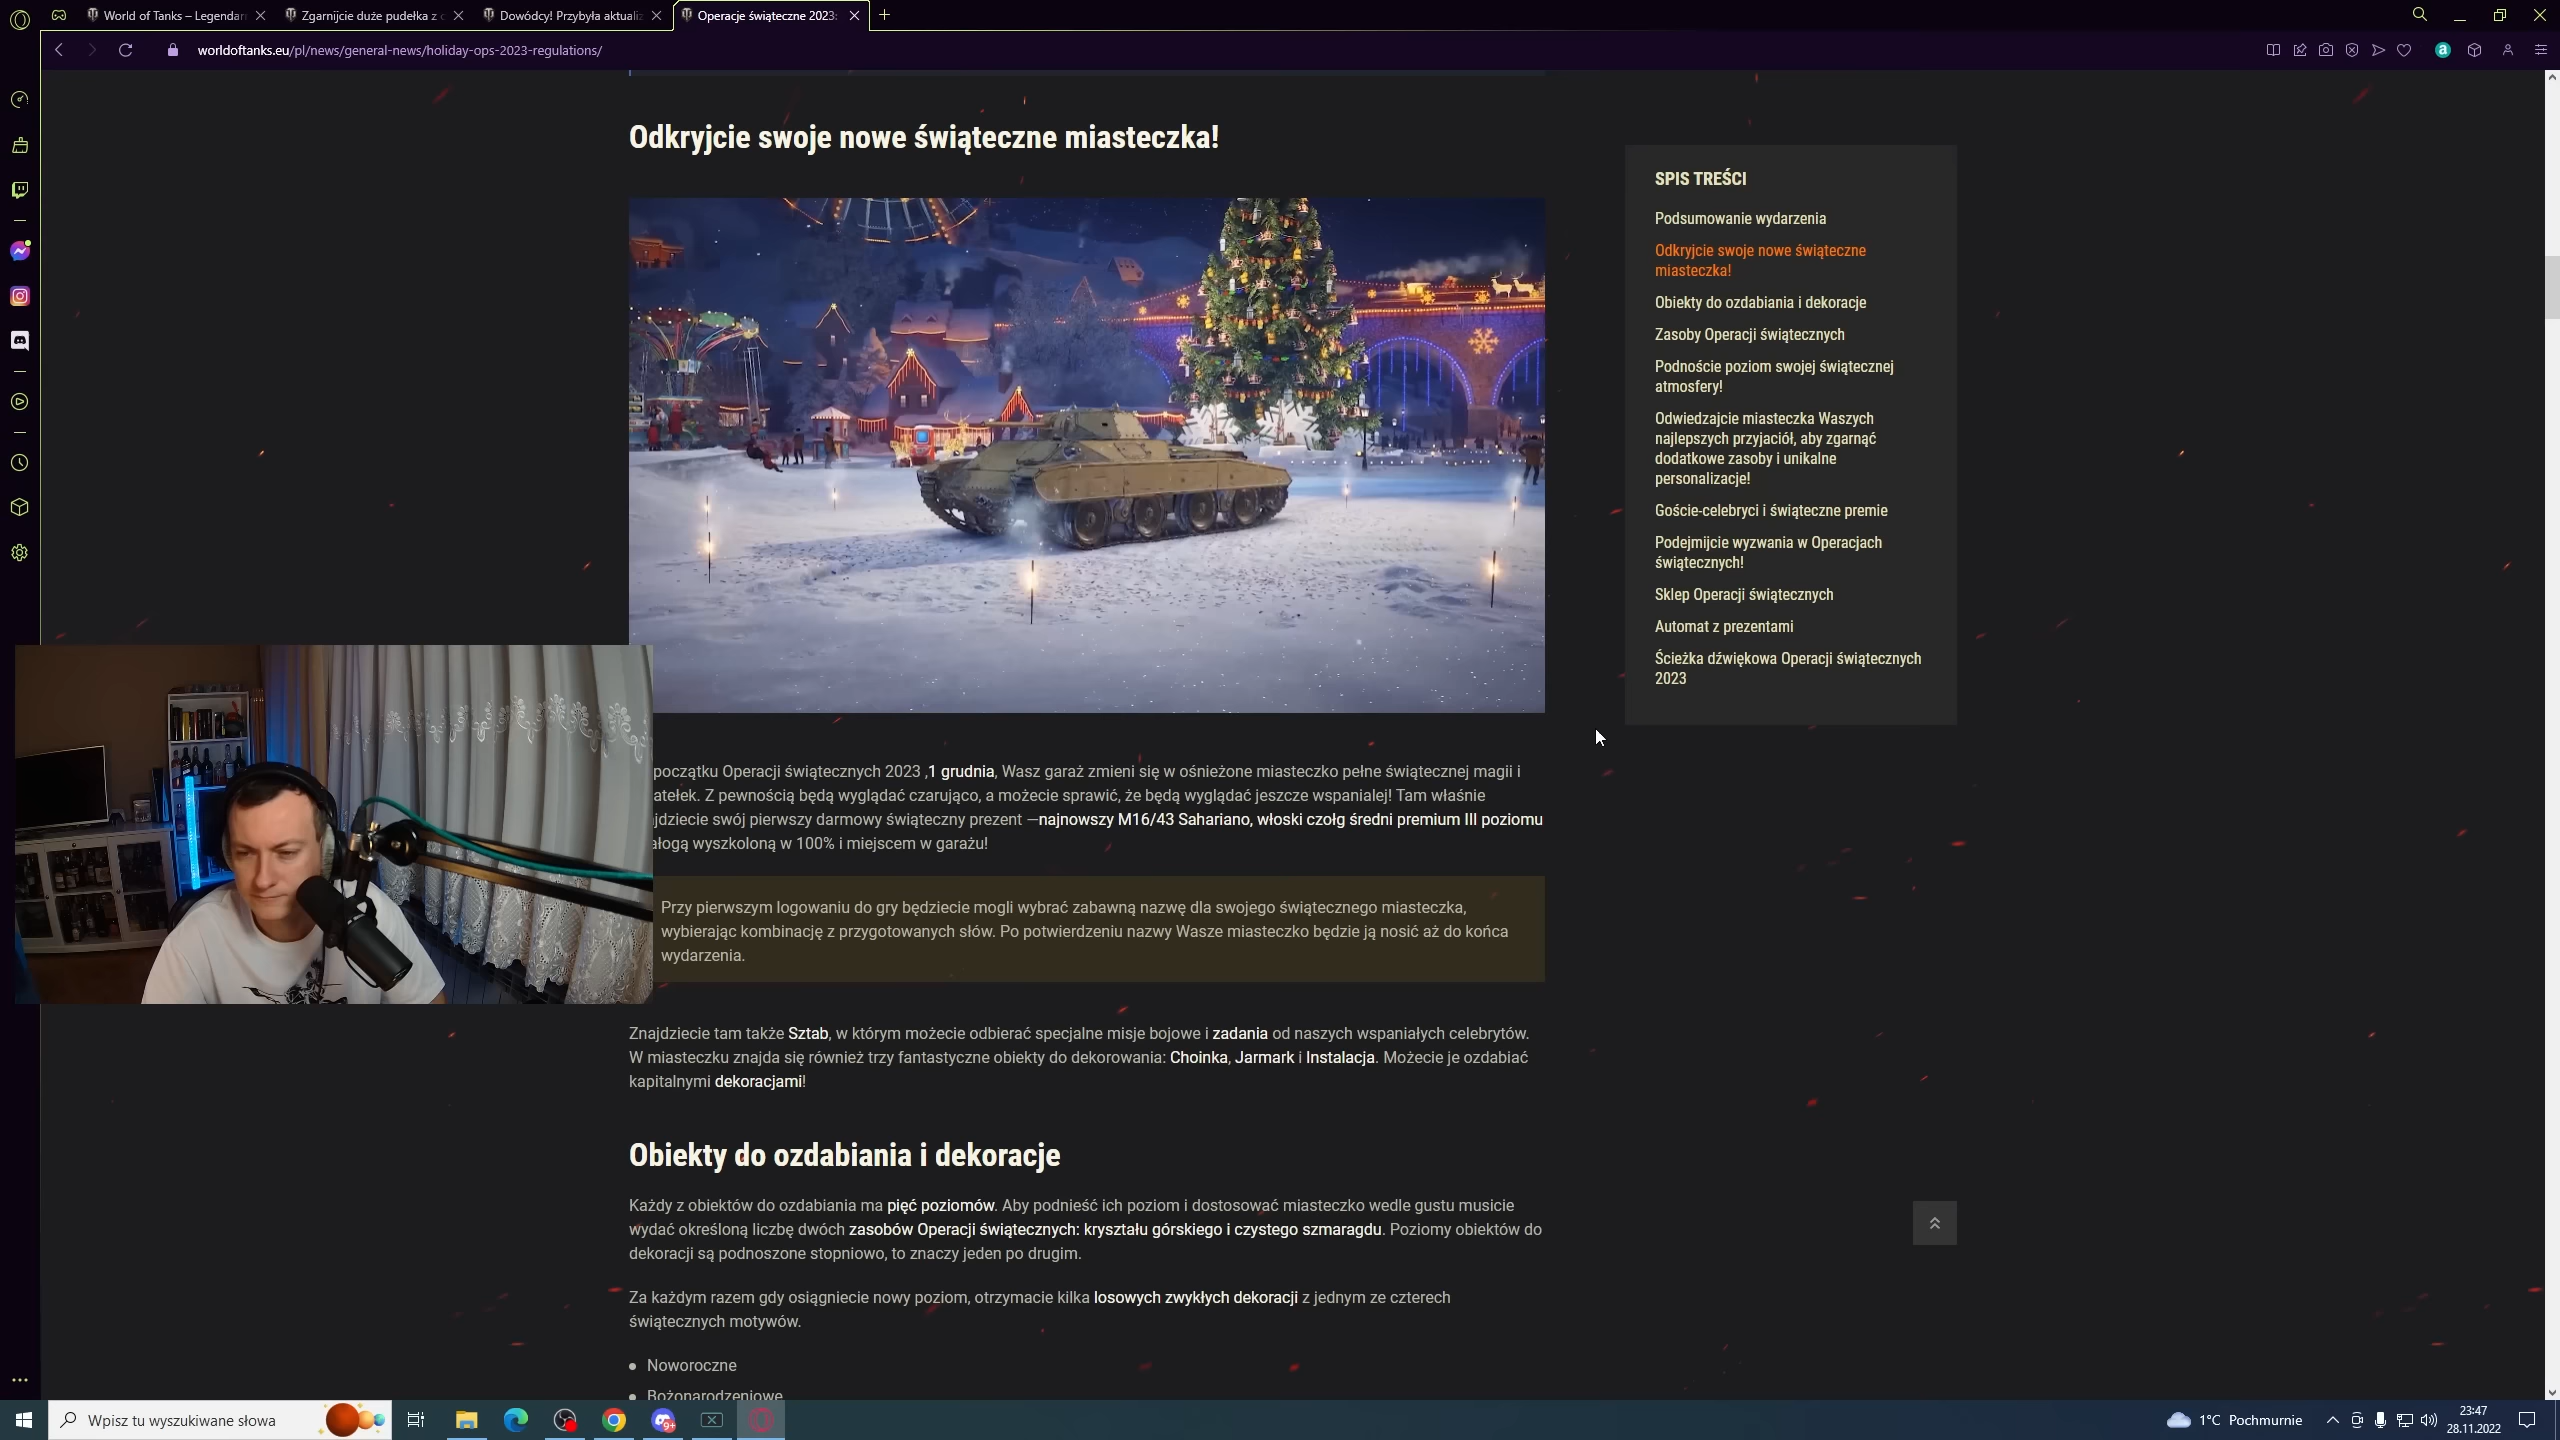 World of Tanks – Legendar
Zgarnijcie duże pudełka z
Dowódcy! Przybyła aktuali
Operacje świąteczne 2023:
worldoftanks.eu/pl/news/general-news/holiday-ops-2023-regulations/
Odkryjcie swoje nowe świąteczne miasteczka!
SPIS TREŚCI
Podsumowanie wydarzenia
Odkryjcie swoje nowe świąteczne
miasteczka!
Obiekty do ozdabiania i dekoracje
Zasoby Operacji świątecznych
Podnoście poziom swojej świątecznej
atmosfery!
Odwiedzajcie miasteczka Waszych
najlepszych przyjaciół, aby zgarnąć
dodatkowe zasoby i unikalne
personalizacje!
Goście-celebryci i świąteczne premie
Podejmijcie wyzwania w Operacjach
świątecznych!
Sklep Operacji świątecznych
Automat z prezentami
Ścieżka dźwiękowa Operacji świątecznych
2023
początku Operacji świątecznych 2023 ,1 grudnia, Wasz garaż zmieni się w ośnieżone miasteczko pełne świątecznej magii i
atełek. Z pewnością będą wyglądać czarująco, a możecie sprawić, że będą wyglądać jeszcze wspanialej! Tam właśnie
jdziecie swój pierwszy darmowy świąteczny prezent —najnowszy M16/43 Sahariano, włoski czołg średni premium III poziomu
ałogą wyszkoloną w 100% i miejscem w garażu!
Przy pierwszym logowaniu do gry będziecie mogli wybrać zabawną nazwę dla swojego świątecznego miasteczka,
wybierając kombinację z przygotowanych słów. Po potwierdzeniu nazwy Wasze miasteczko będzie ją nosić aż do końca
wydarzenia.
Znajdziecie tam także Sztab, w którym możecie odbierać specjalne misje bojowe i zadania od naszych wspaniałych celebrytów.
W miasteczku znajda się również trzy fantastyczne obiekty do dekorowania: Choinka, Jarmark i Instalacja. Możecie je ozdabiać
kapitalnymi dekoracjami!
Obiekty do ozdabiania i dekoracje
Każdy z obiektów do ozdabiania ma pięć poziomów. Aby podnieść ich poziom i dostosować miasteczko wedle gustu musicie
wydać określoną liczbę dwóch zasobów Operacji świątecznych: kryształu górskiego i czystego szmaragdu. Poziomy obiektów do
dekoracji są podnoszone stopniowo, to znaczy jeden po drugim.
Za każdym razem gdy osiągniecie nowy poziom, otrzymacie kilka losowych zwykłych dekoracji z jednym ze czterech
świątecznych motywów.
Noworoczne
Bożonarodzeniowe
Wpisz tu wyszukiwane słowa
9+
1°C Pochmurnie
23:47
28.11.2022